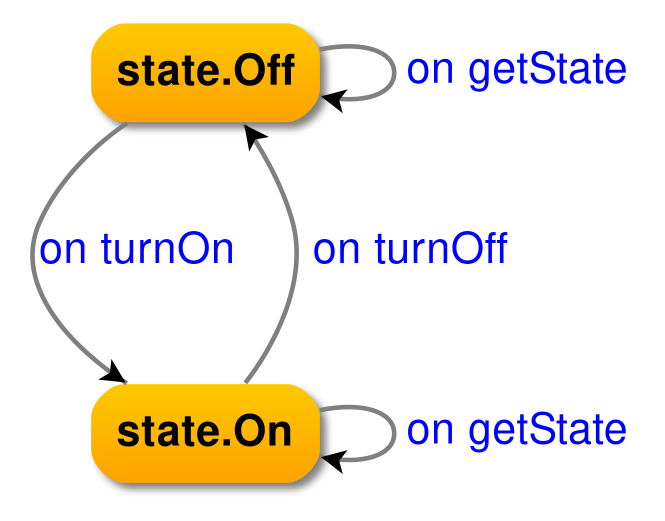 state.Off
on getState
on turnOn
on turnOff
state.On
on getState